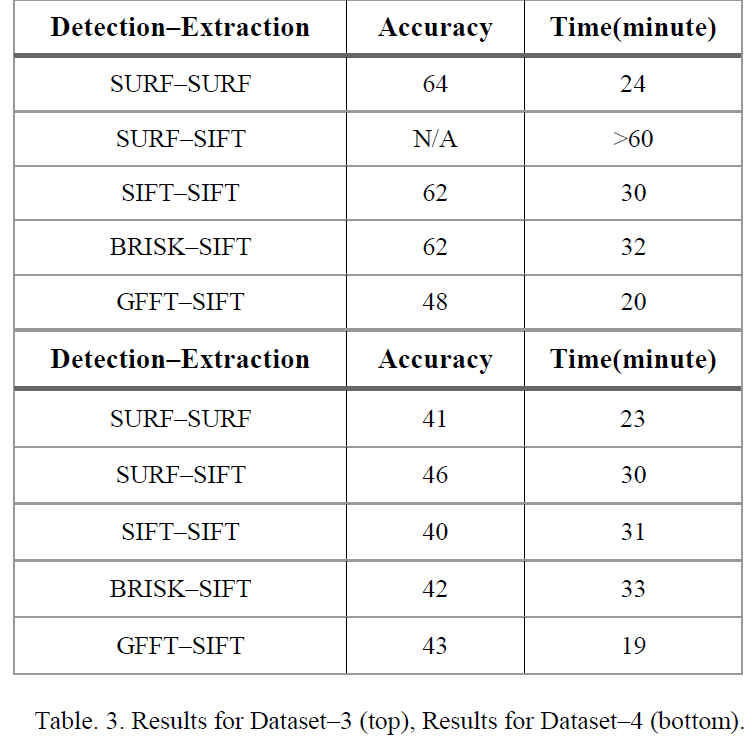 Detection–Extraction Accuracy Time(minute)
SURF–SURF 64 24
SURF–SIFT N/A >60
SIFT–SIFT 62 30
BRISK–SIFT 62 32
GFFT–SIFT 48 20
Detection–Extraction Accuracy Time(minute)
SURF–SURF 41 23
SURF–SIFT 46 30
SIFT–SIFT 40 31
BRISK–SIFT 42 33
GFFT–SIFT 43 19
Table. 3. Results for Dataset–3 (top), Results for Dataset–4 (bottom).